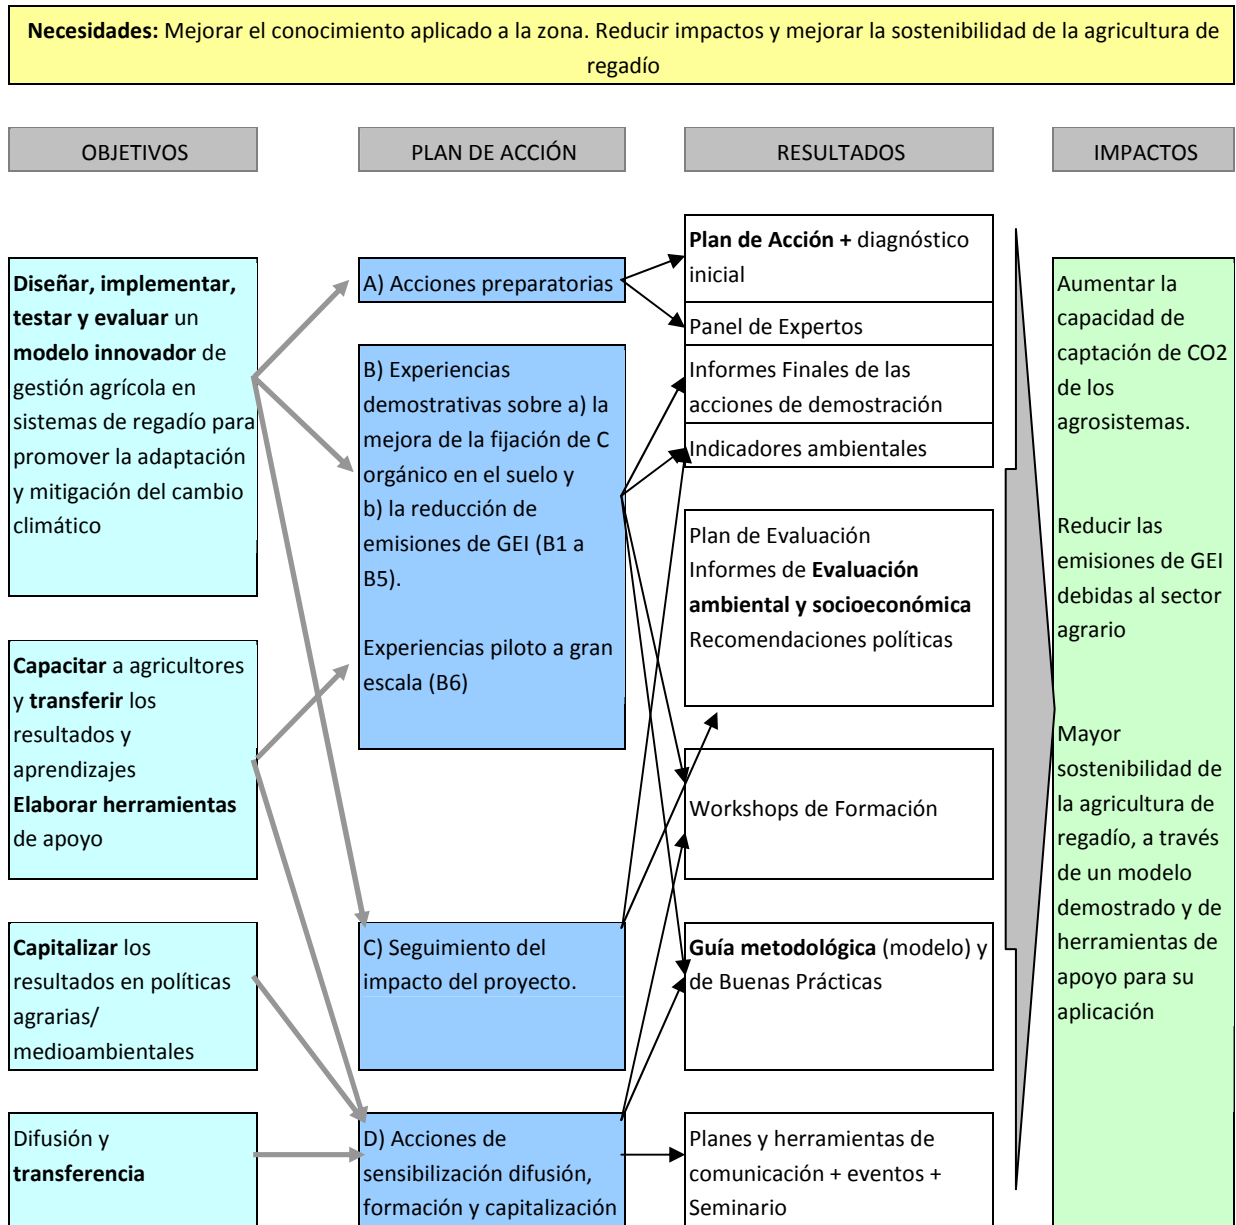 Necesidades: Mejorar el conocimiento aplicado a la zona. Reducir impactos y mejorar la sostenibilidad de la agricultura de
regadío
OBJETIVOS
PLAN DE ACCIÓN
RESULTADOS
IMPACTOS
Diseñar, implementar,
testar y evaluar un
modelo innovador de
gestión agrícola en
sistemas de regadío para
promover la adaptación
y mitigación del cambio
climático
Capacitar a agricultores
y transferir los
resultados y
aprendizajes
Elaborar herramientas
de apoyo
Capitalizar los
resultados en políticas
agrarias/
medioambientales
Difusión y
transferencia
A) Acciones preparatorias
B) Experiencias
demostrativas sobre a) la
mejora de la fijación de C
orgánico en el suelo y
b) la reducción de
emisiones de GEI (B1 a
B5).
Experiencias piloto a gran
escala (B6)
C) Seguimiento del
impacto del proyecto.
D) Acciones de
sensibilización difusión,
formación y capitalización
Plan de Acción + diagnóstico
inicial
Panel de Expertos
Informes Finales de las
acciones de demostración
Indicadores ambientales
Plan de Evaluación
Informes de Evaluación
ambiental y socioeconómica
Recomendaciones políticas
Workshops de Formación
Guía metodológica (modelo) y
de Buenas Prácticas
Planes y herramientas de
comunicación + eventos +
Seminario
Aumentar la
capacidad de
captación de CO2
de los
agrosistemas.
Reducir las
emisiones de GEI
debidas al sector
agrario
Mayor
sostenibilidad de
la agricultura de
regadío, a través
de un modelo
demostrado y de
herramientas de
apoyo para su
aplicación